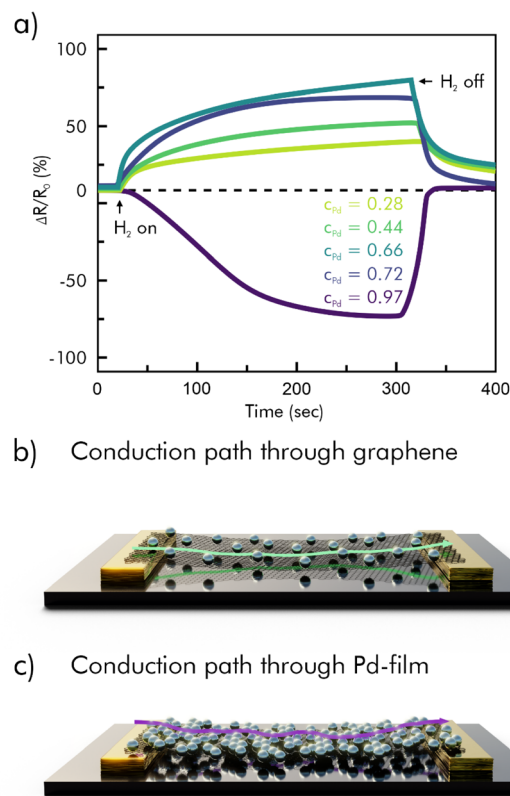 a)
100
50
0
-50
-100
ΔR/R₀ (%)
H₂ off
H₂ on
c_Pd = 0.28
c_Pd = 0.44
c_Pd = 0.66
c_Pd = 0.72
c_Pd = 0.97
0 100 200 300 400
Time (sec)
b) Conduction path through graphene
c) Conduction path through Pd-film